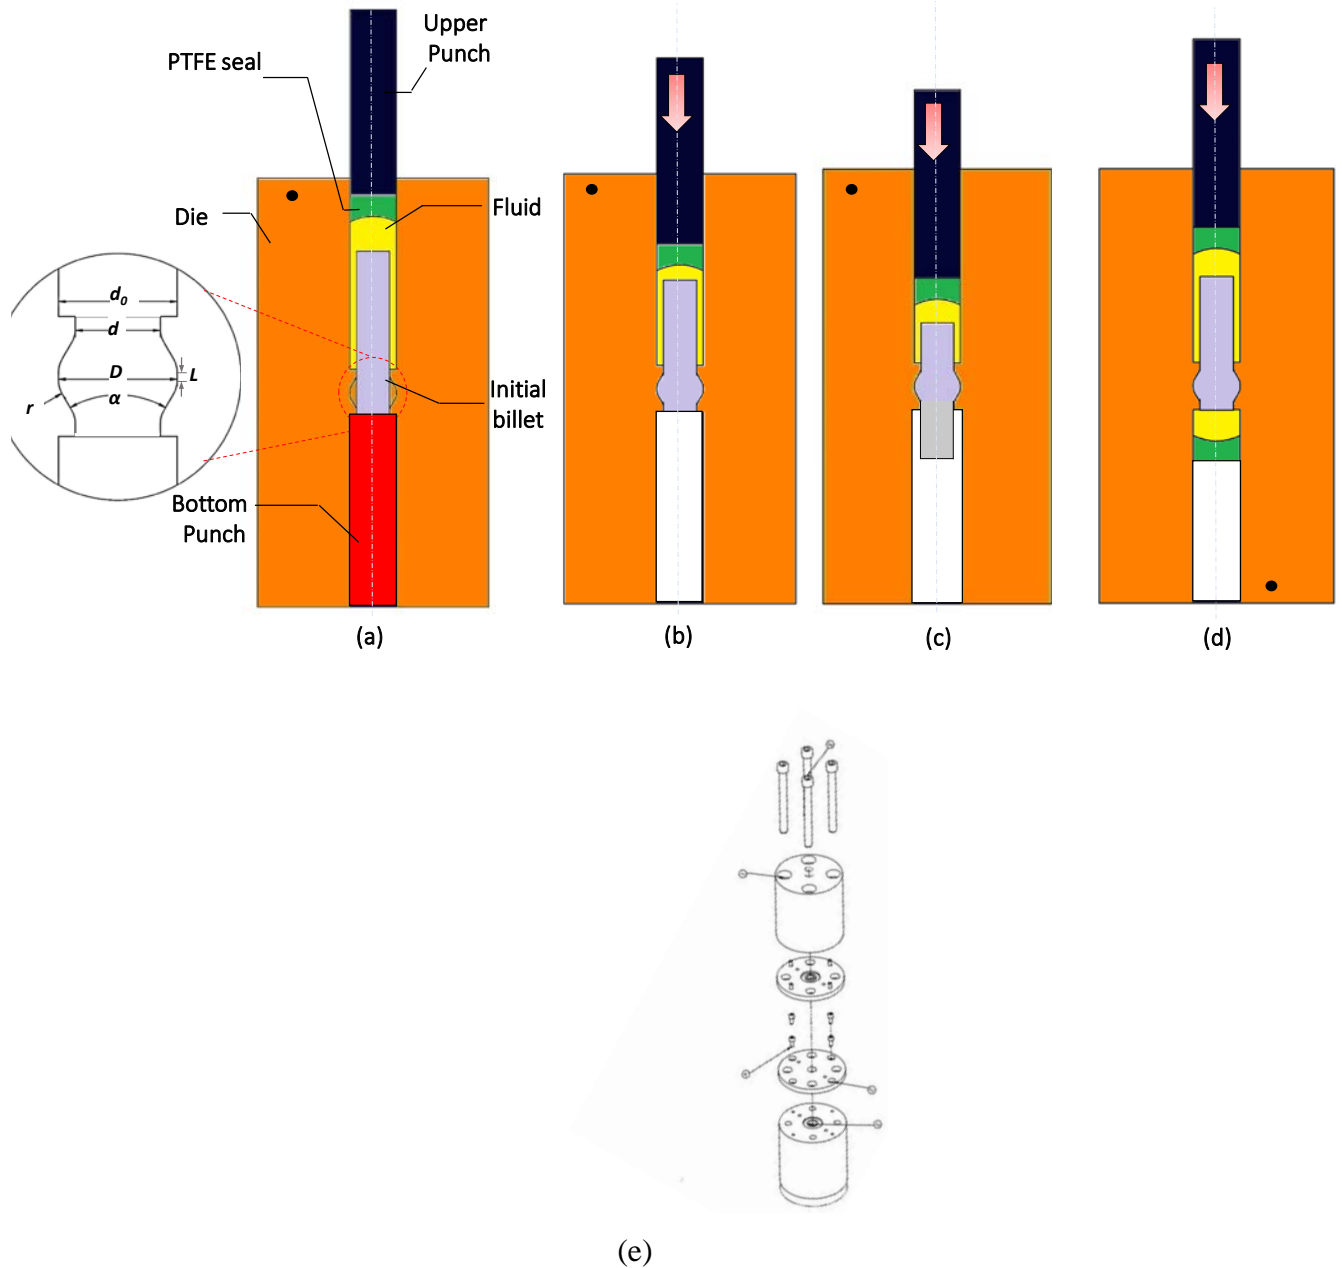 Upper
Punch
PTFE seal
Fluid
Die
d0
d
D
L
r
α
Initial
billet
Bottom
Punch
(a)
(b)
(c)
(d)
(e)